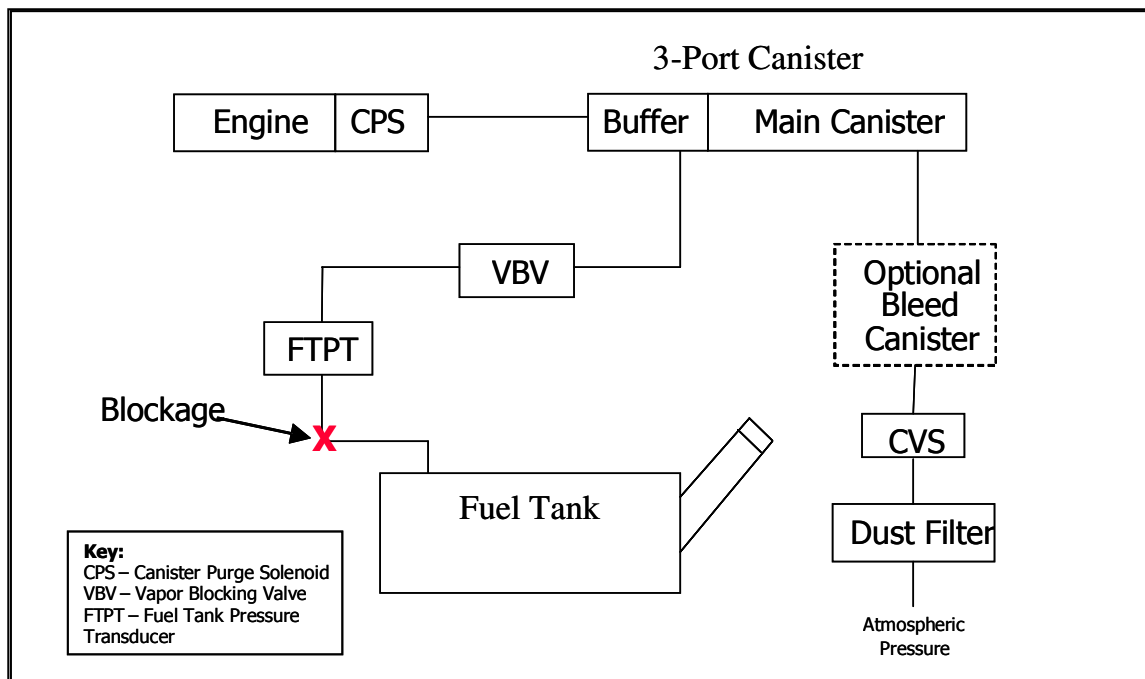 3-Port Canister
Engine
CPS
Buffer
Main Canister
VBV
Optional
Bleed
Canister
FTPT
Blockage
X
CVS
Fuel Tank
Dust Filter
Key:
CPS – Canister Purge Solenoid
VBV – Vapor Blocking Valve
FTPT – Fuel Tank Pressure
Transducer
Atmospheric
Pressure